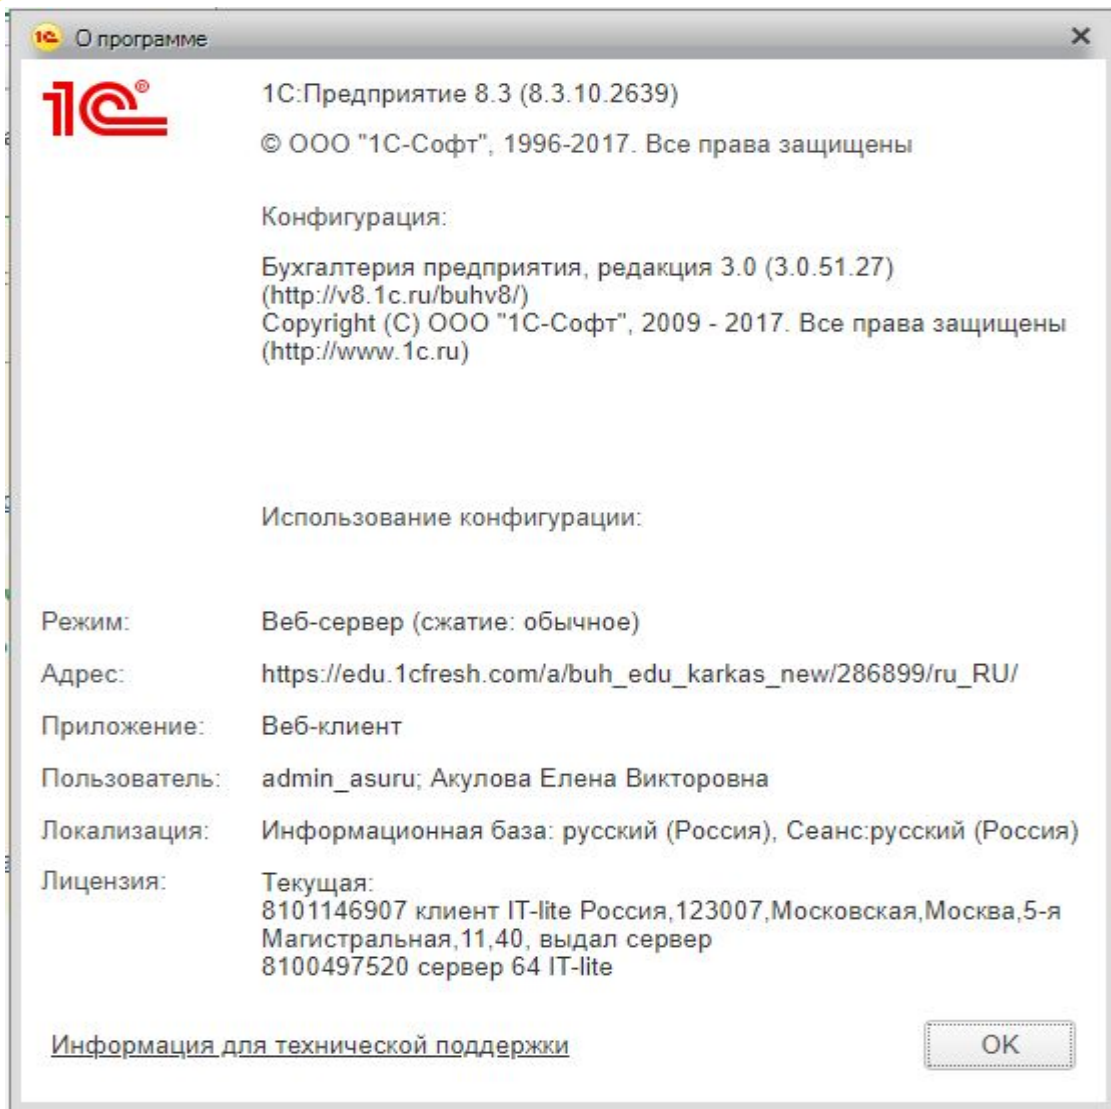 1С О программе
1С®
1С:Предприятие 8.3 (8.3.10.2639)
© ООО "1С-Софт", 1996-2017. Все права защищены
Конфигурация:
Бухгалтерия предприятия, редакция 3.0 (3.0.51.27)
(http://v8.1c.ru/buhv8/)
Copyright (C) ООО "1С-Софт", 2009 - 2017. Все права защищены
(http://www.1c.ru)
Использование конфигурации:
Режим: Веб-сервер (сжатие: обычное)
Адрес: https://edu.1cfresh.com/a/buh_edu_karkas_new/286899/ru_RU/
Приложение: Веб-клиент
Пользователь: admin_asuru; Акулова Елена Викторовна
Локализация: Информационная база: русский (Россия), Сеанс:русский (Россия)
Лицензия: Текущая:
8101146907 клиент IT-lite Россия,123007,Московская,Москва,5-я
Магистральная,11,40, выдал сервер
8100497520 сервер 64 IT-lite
Информация для технической поддержки OK